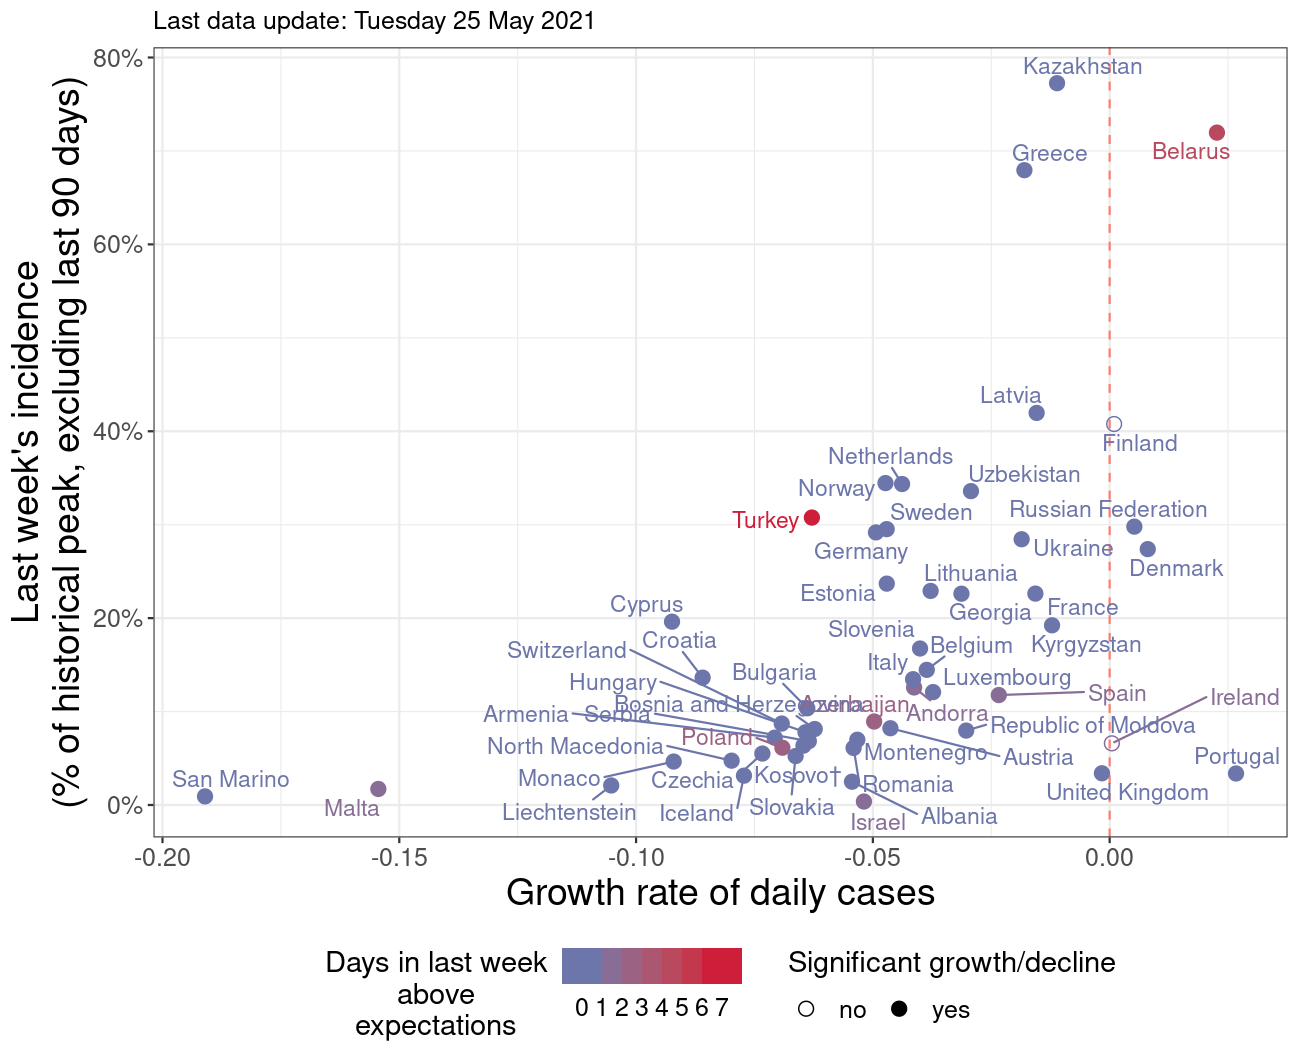 Last data update: Tuesday 25 May 2021
Last week's incidence
(% of historical peak, excluding last 90 days)
80%
60%
40%
20%
0%
Kazakhstan
Belarus
Greece
Latvia
Finland
Netherlands
Norway
Uzbekistan
Turkey
Sweden
Russian Federation
Germany
Ukraine
Denmark
Estonia
Lithuania
Georgia
France
Cyprus
Croatia
Slovenia
Belgium
Kyrgyzstan
Switzerland
Italy
Hungary
Bulgaria
Luxembourg
Spain
Ireland
Bosnia and Herzegovina
Azerbaijan
Andorra
Armenia
Serbia
Republic of Moldova
North Macedonia
Poland
Montenegro
Austria
Portugal
San Marino
Monaco
Czechia
Kosovo†
Romania
United Kingdom
Malta
Liechtenstein
Iceland
Slovakia
Israel
Albania
-0.20
-0.15
-0.10
-0.05
0.00
Growth rate of daily cases
Days in last week
above
expectations
0 1 2 3 4 5 6 7
Significant growth/decline
no
yes